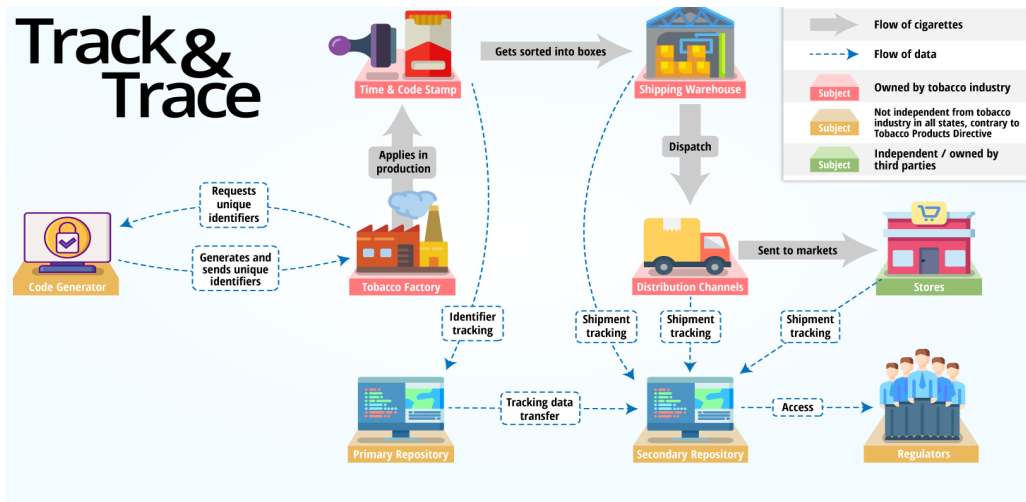 Track &
Trace
Time & Code Stamp
Gets sorted into boxes
Shipping Warehouse
Flow of cigarettes
Flow of data
Subject
Owned by tobacco industry
Subject
Not independent from tobacco
industry in all states, contrary to
Tobacco Products Directive
Subject
Independent / owned by
third parties
Applies in
production
Dispatch
Requests
unique
identifiers
Generates and
sends unique
identifiers
Code Generator
Tobacco Factory
Distribution Channels
Sent to markets
Stores
Identifier
tracking
Shipment
tracking
Shipment
tracking
Shipment
tracking
Primary Repository
Tracking data
transfer
Secondary Repository
Access
Regulators